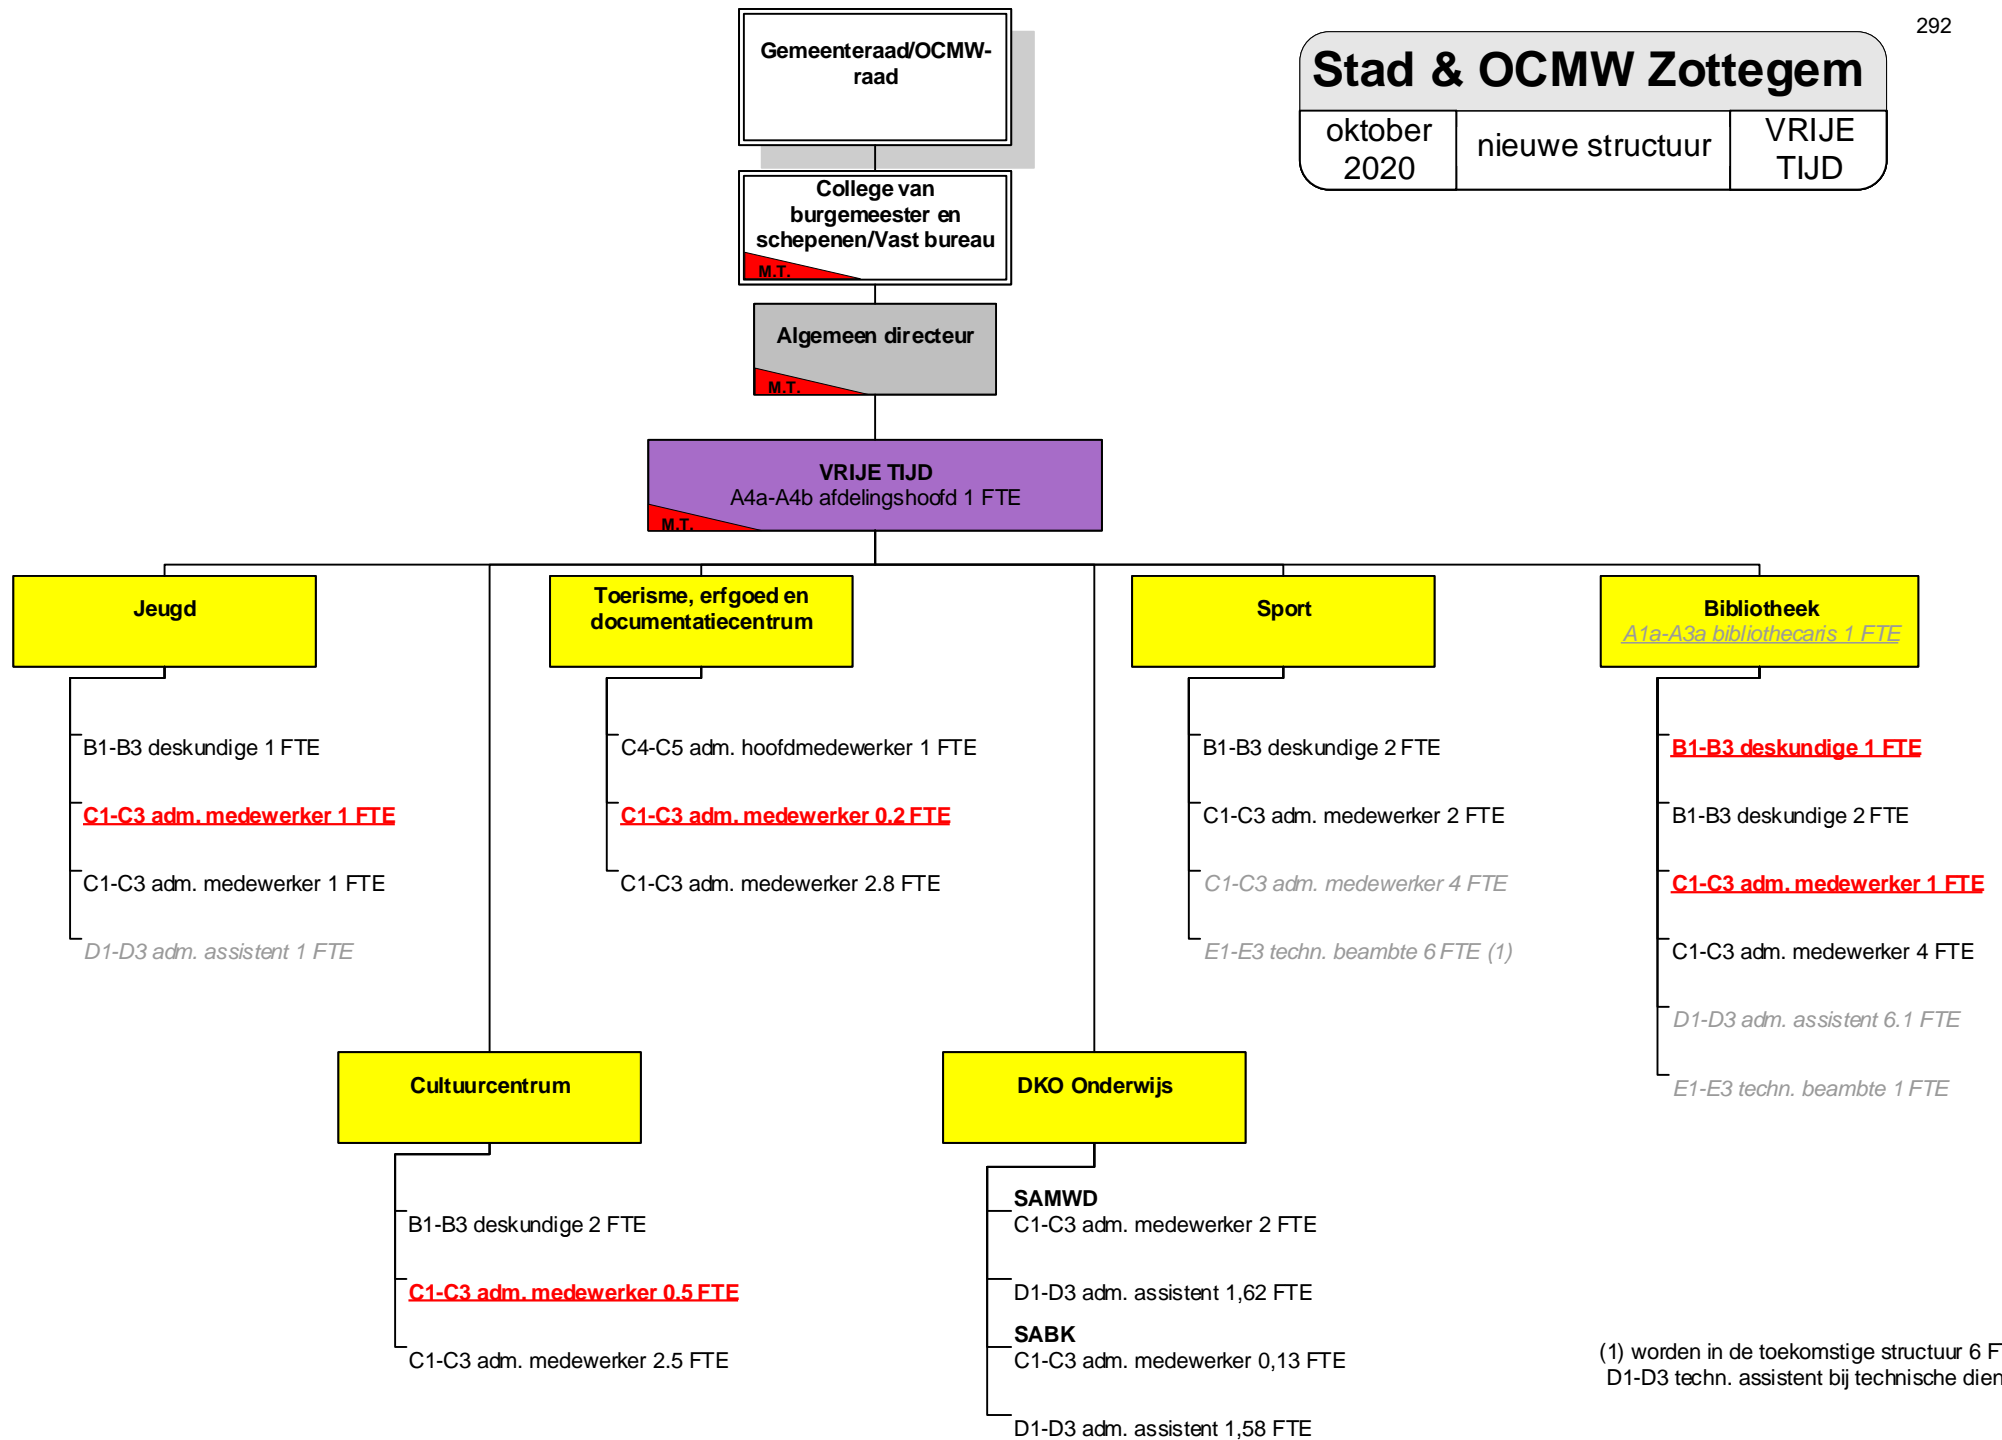 292
Stad & OCMW Zottegem
oktober
2020
nieuwe structuur
VRIJE
TIJD
Gemeenteraad/OCMW-
raad
College van
burgemeester en
schepenen/Vast bureau
M.T.
Algemeen directeur
M.T.
VRIJE TIJD
A4a-A4b afdelingshoofd 1 FTE
M.T.
Jeugd
B1-B3 deskundige 1 FTE
C1-C3 adm. medewerker 1 FTE
C1-C3 adm. medewerker 1 FTE
D1-D3 adm. assistent 1 FTE
Toerisme, erfgoed en
documentatiecentrum
C4-C5 adm. hoofdmedewerker 1 FTE
C1-C3 adm. medewerker 0.2 FTE
C1-C3 adm. medewerker 2.8 FTE
Sport
B1-B3 deskundige 2 FTE
C1-C3 adm. medewerker 2 FTE
C1-C3 adm. medewerker 4 FTE
E1-E3 techn. beambte 6 FTE (1)
Bibliotheek
A1a-A3a bibliothecaris 1 FTE
B1-B3 deskundige 1 FTE
B1-B3 deskundige 2 FTE
C1-C3 adm. medewerker 1 FTE
C1-C3 adm. medewerker 4 FTE
D1-D3 adm. assistent 6.1 FTE
E1-E3 techn. beambte 1 FTE
Cultuurcentrum
B1-B3 deskundige 2 FTE
C1-C3 adm. medewerker 0.5 FTE
C1-C3 adm. medewerker 2.5 FTE
DKO Onderwijs
SAMWD
C1-C3 adm. medewerker 2 FTE
D1-D3 adm. assistent 1,62 FTE
SABK
C1-C3 adm. medewerker 0,13 FTE
D1-D3 adm. assistent 1,58 FTE
(1) worden in de toekomstige structuur 6
D1-D3 techn. assistent bij technische